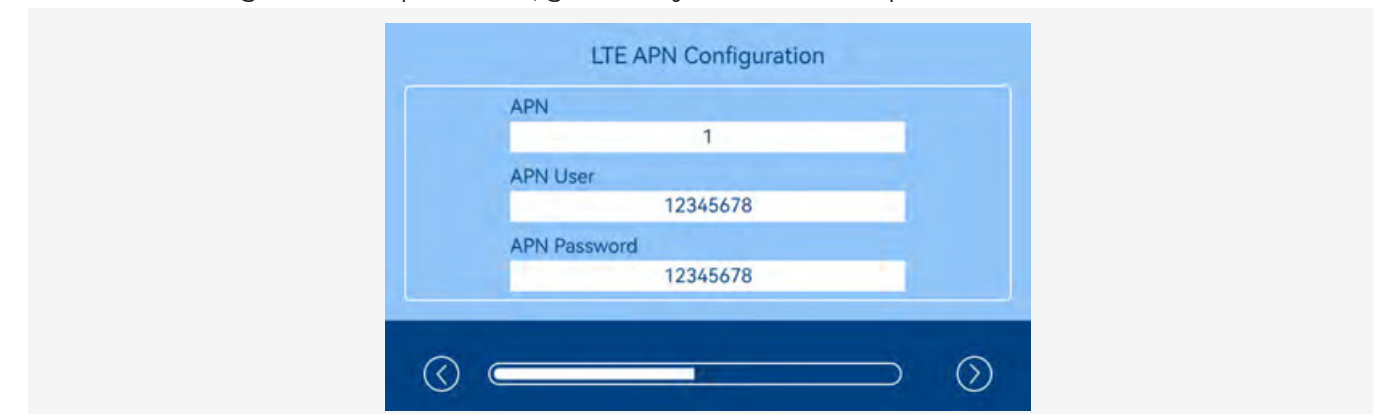 LTE APN Configuration
APN
1
APN User
12345678
APN Password
12345678